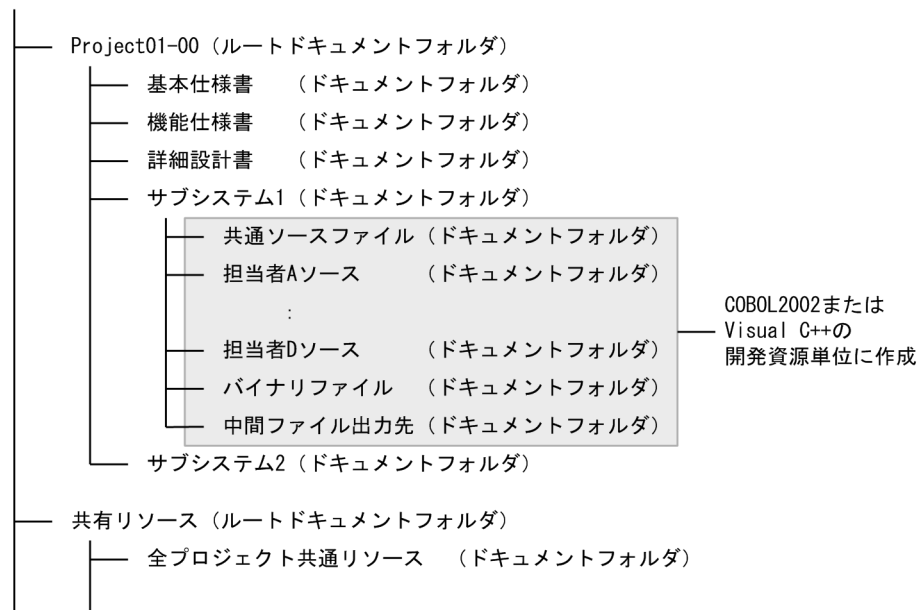 Project01-00(ルートドキュメントフォルダ)
基本仕様書 (ドキュメントフォルダ)
機能仕様書 (ドキュメントフォルダ)
詳細設計書 (ドキュメントフォルダ)
サブシステム1(ドキュメントフォルダ)
共通ソースファイル(ドキュメントフォルダ)
担当者Aソース (ドキュメントフォルダ)
:
担当者Dソース (ドキュメントフォルダ)
バイナリファイル (ドキュメントフォルダ)
中間ファイル出力先(ドキュメントフォルダ)
COBOL2002または
Visual C++の
開発資源単位に作成
サブシステム2(ドキュメントフォルダ)
共有リソース(ルートドキュメントフォルダ)
全プロジェクト共通リソース (ドキュメントフォルダ)